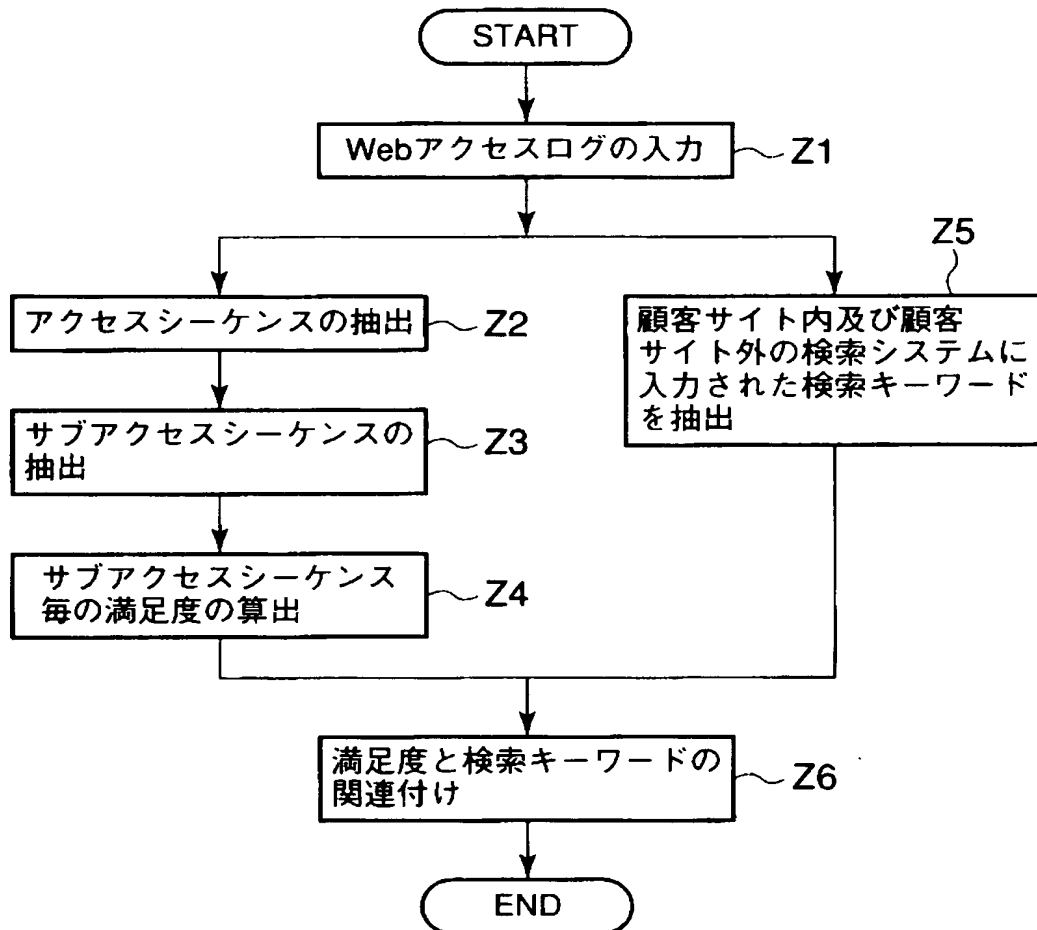 START
Webアクセスログの入力
Z1
アクセスシーケンスの抽出
Z2
サブアクセスシーケンスの
抽出
Z3
サブアクセスシーケンス
毎の満足度の算出
Z4
Z5
顧客サイト内及び顧客
サイト外の検索システムに
入力された検索キーワード
を抽出
満足度と検索キーワードの
関連付け
Z6
END